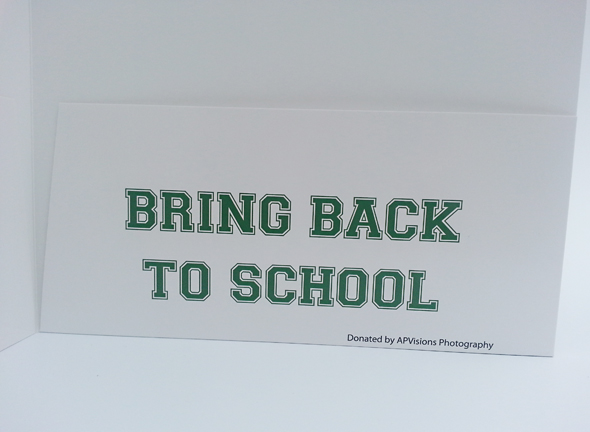 BRING BACK
TO SCHOOL
Donated by APVisions Photography